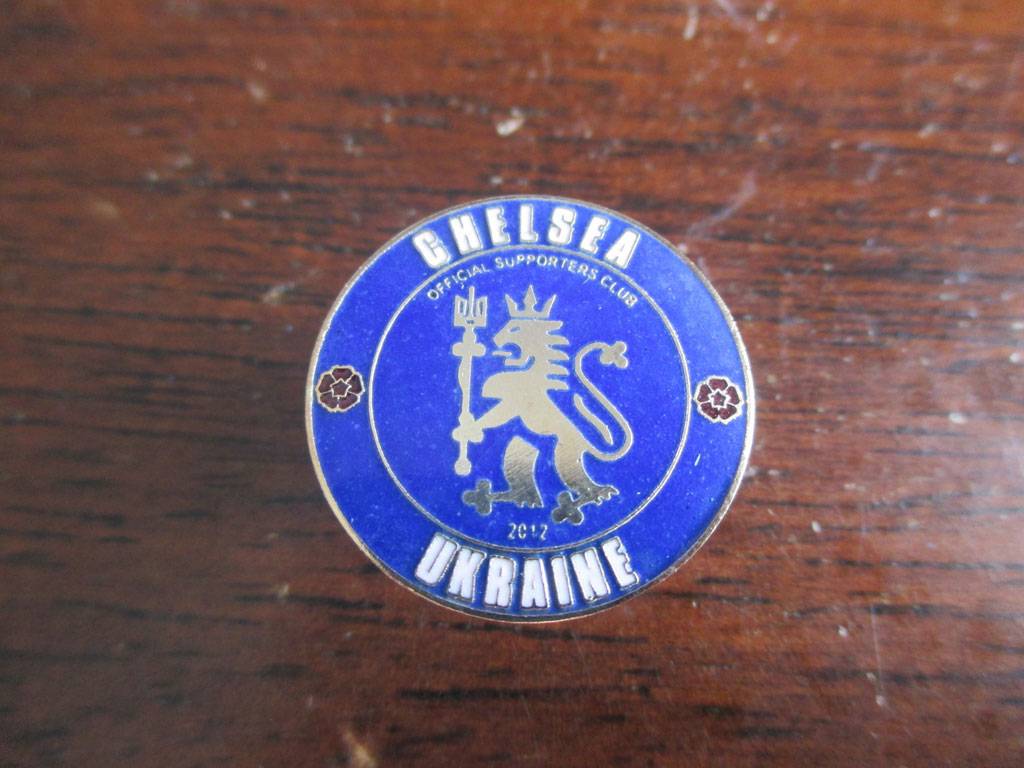 CHELSEA
OFFICIAL SUPPORTERS CLUB
2012
UKRAINE